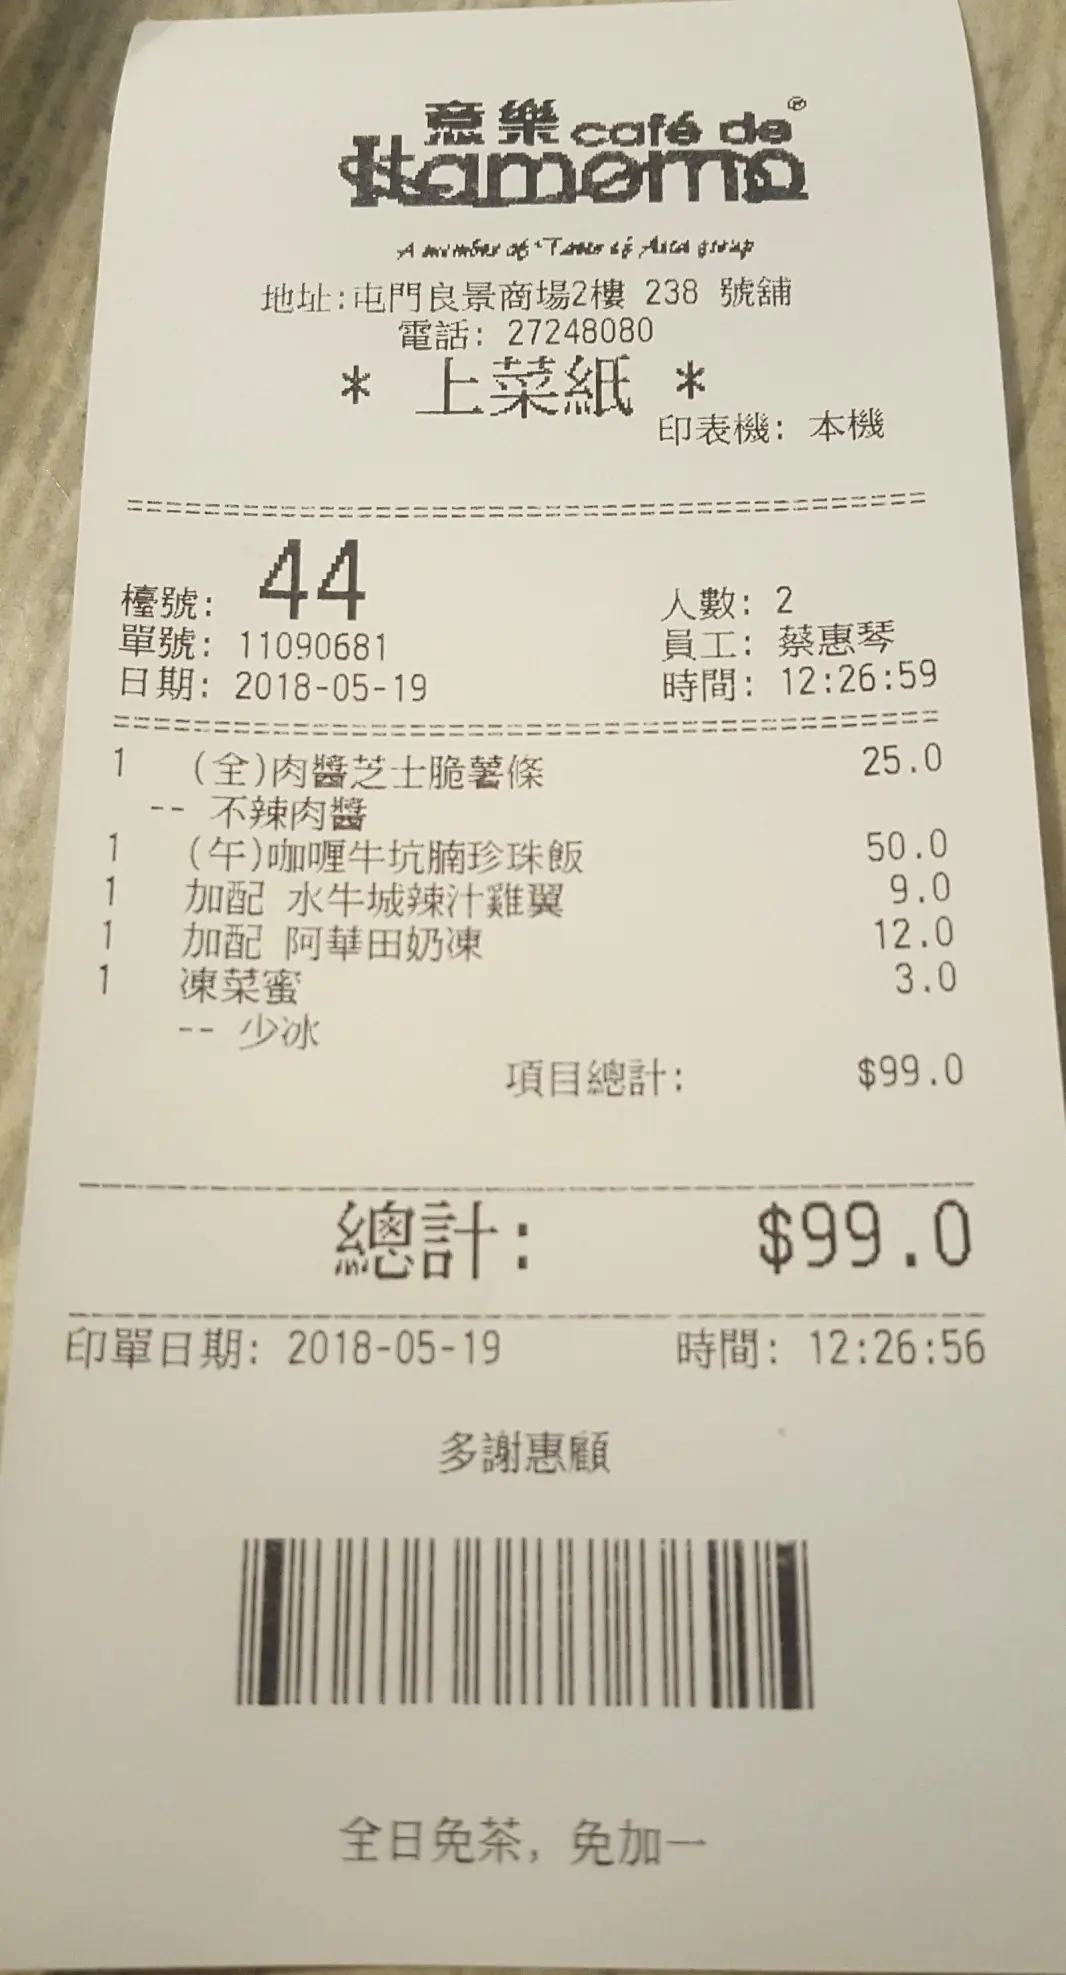 意樂 café de ®
Itamomo
A member of "Taste of Asia group
地址:屯門良景商場2樓 238 號舖
電話: 27248080
* 上菜紙 *
印表機: 本機
檯號: 44 人數: 2
單號: 11090681 員工: 蔡惠琴
日期: 2018-05-19 時間: 12:26:59
1 (全)肉醬芝士脆薯條 25.0
-- 不辣肉醬
1 (午)咖喱牛坑腩珍珠飯 50.0
1 加配 水牛城辣汁雞翼 9.0
1 加配 阿華田奶凍 12.0
1 凍菜蜜 3.0
-- 少冰
項目總計: $99.0
總計: $99.0
印單日期: 2018-05-19 時間: 12:26:56
多謝惠顧
全日免茶, 免加一